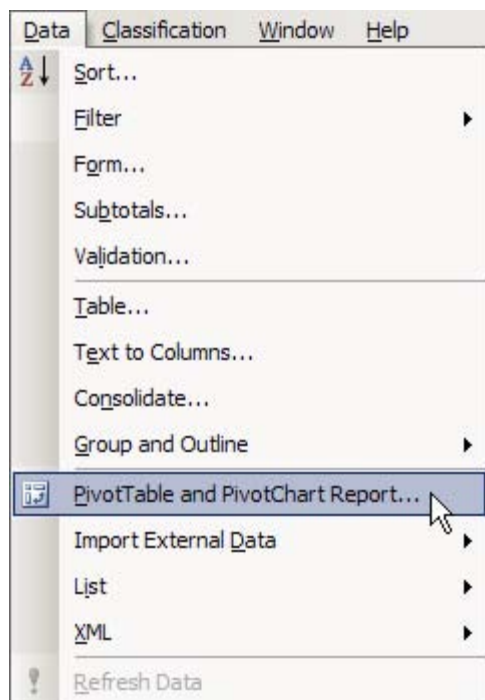 Data Classification Window Help
A
Z
Sort...
Filter
Form...
Subtotals...
Validation...
Table...
Text to Columns...
Consolidate...
Group and Outline
PivotTable and PivotChart Report...
Import External Data
List
XML
Refresh Data